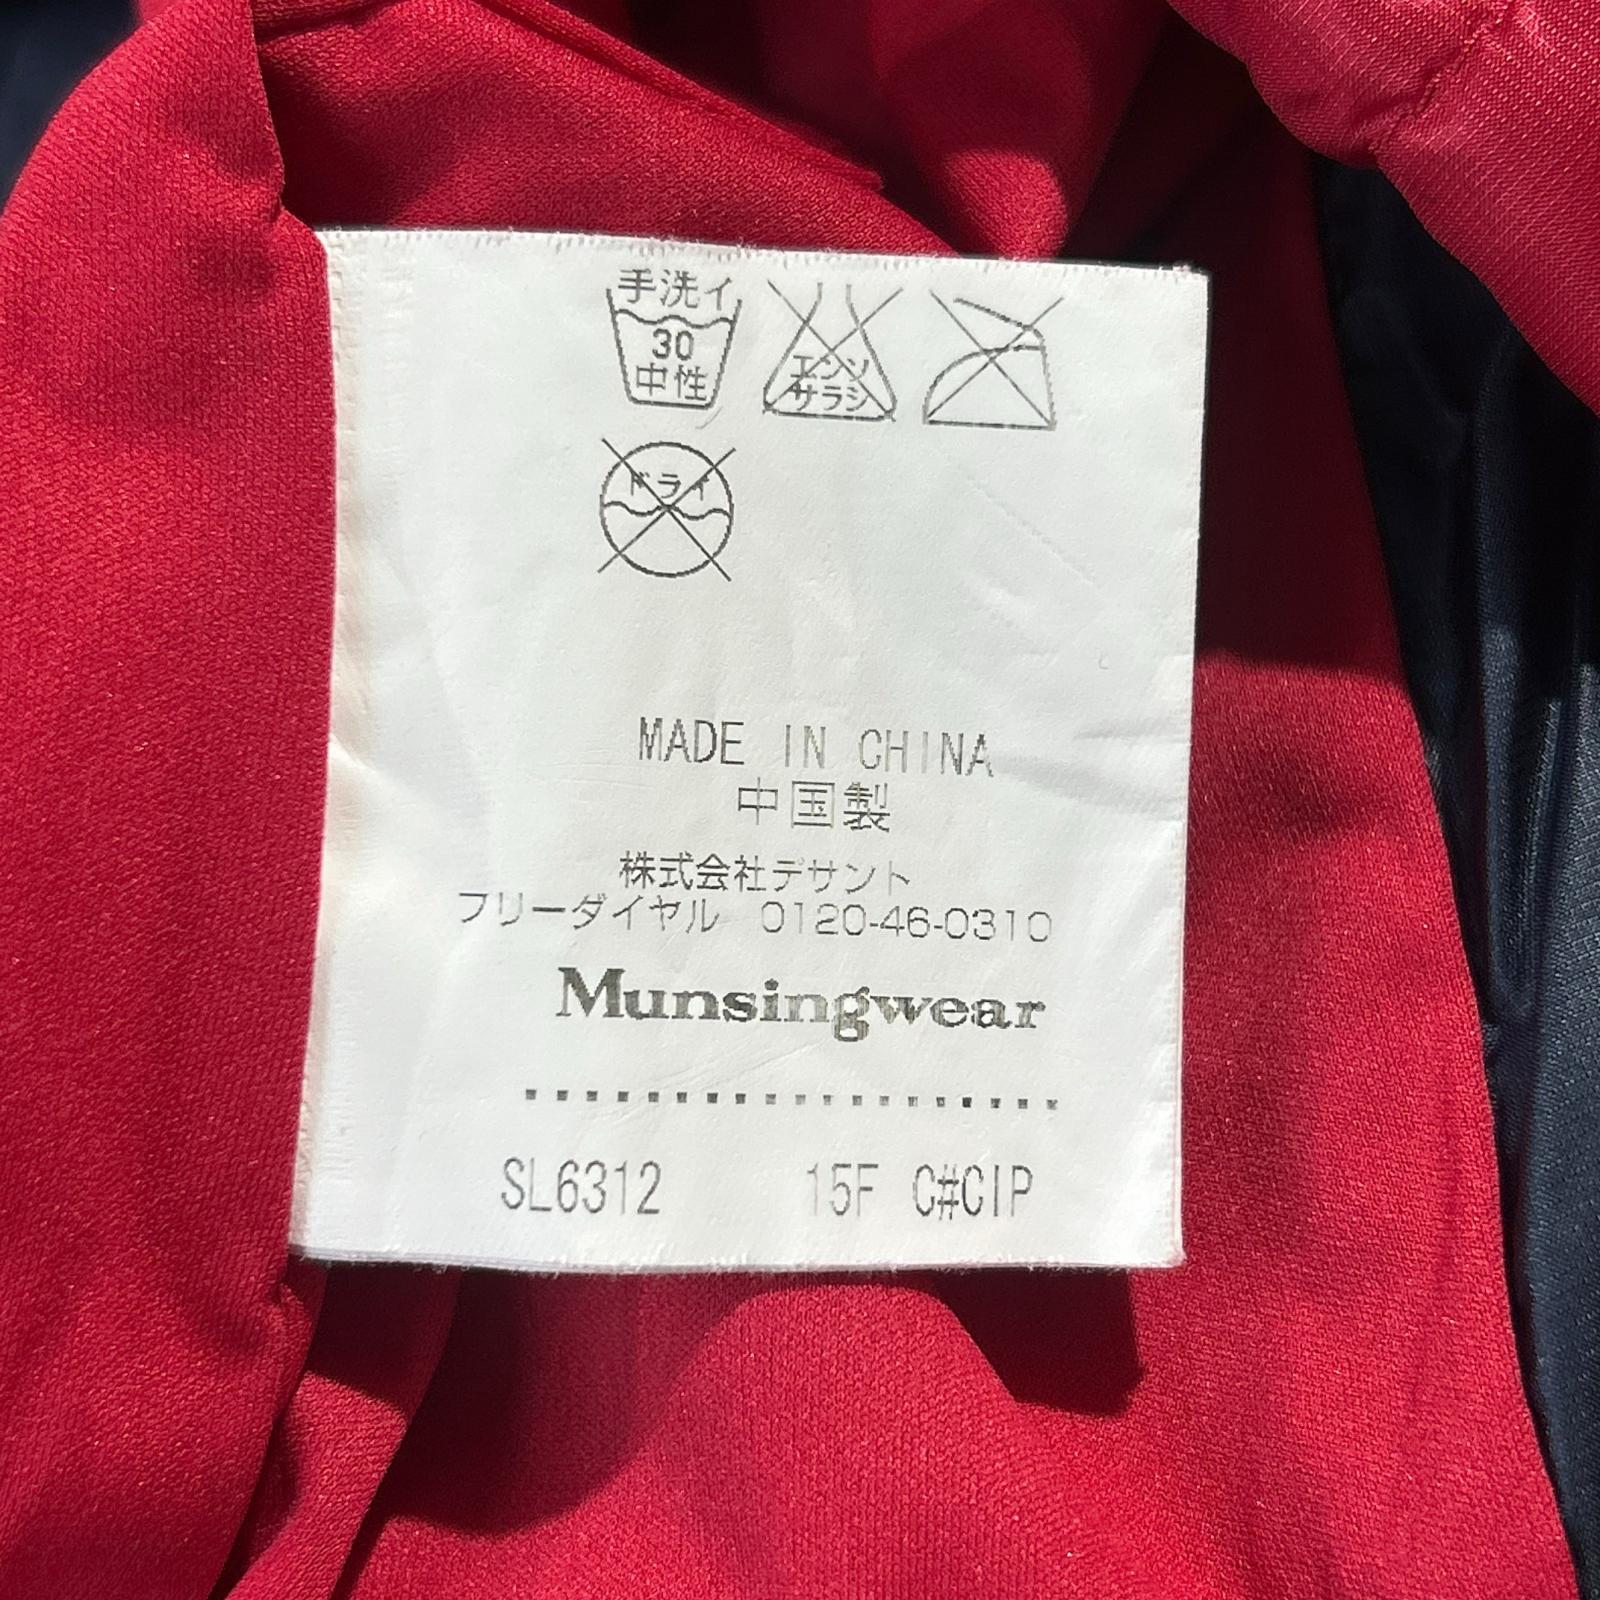 手洗イ
30
中性
エンソ
サラシ
ドライ
MADE IN CHINA
中国製
株式会社デサント
フリーダイヤル 0120-46-0310
Munsingwear
SL6312 15F C#CIP